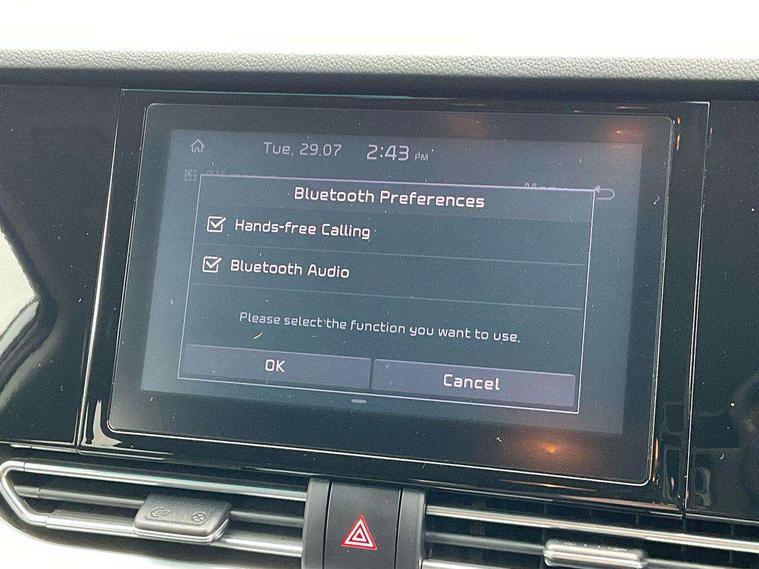 Tue, 29.07 2:43 PM
Bluetooth Preferences
Hands-free Calling
Bluetooth Audio
Please select the function you want to use.
OK Cancel